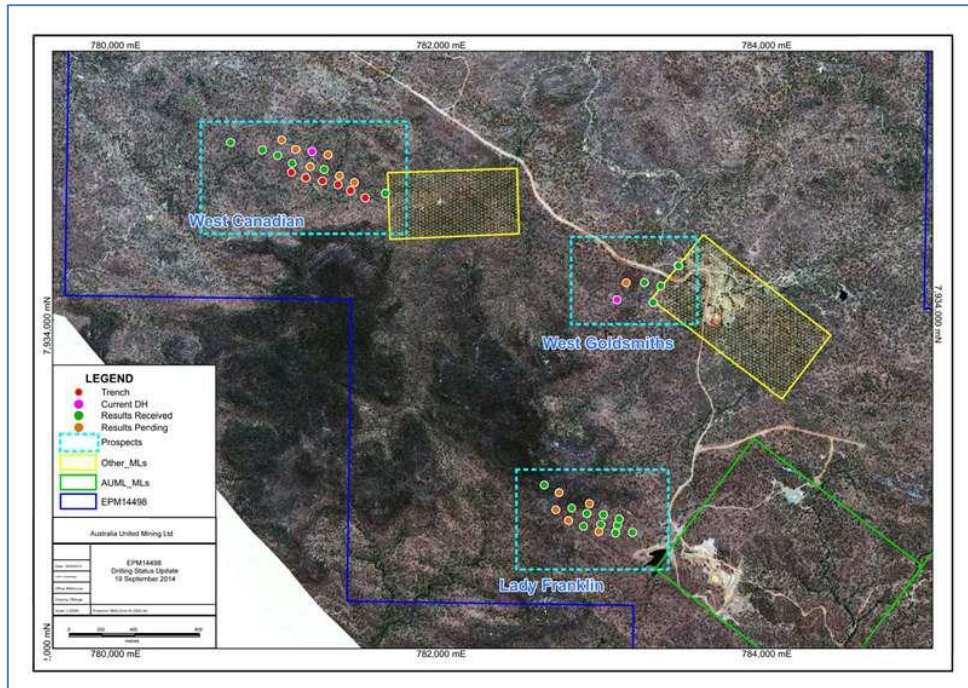 780,000 mE
782,000 mE
784,000 mE
West Canadian
7,934,000 mN
7,934,000 mN
West Goldsmiths
LEGEND
Trench
Current DH
Results Received
Results Pending
Prospects
Other_MLs
AUML_MLs
EPM14498
Australia United Mining Ltd
EPM14498
Drilling Status Update
19 September 2014
Lady Franklin
780,000 mE
782,000 mE
784,000 mE